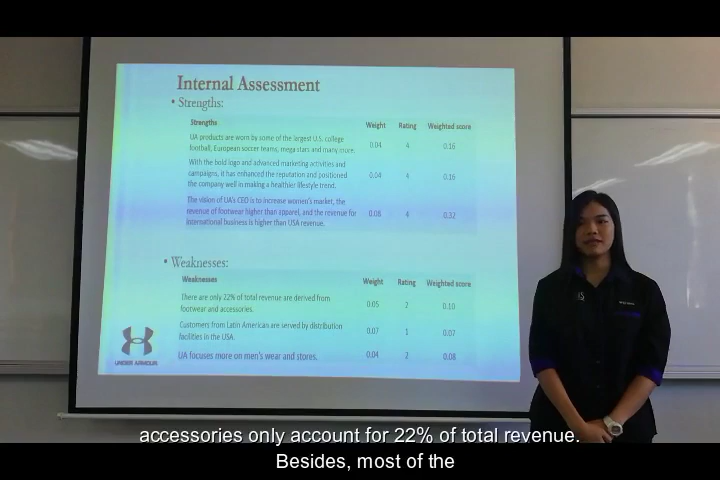 Internal Assessment
• Strengths:
Strengths Weight Rating Weighted score
UA products are worn by some of the largest U.S. college
football, European soccer teams, mega stars and many more. 0.04 4 0.16
With the bold logo and advanced marketing activities and
campaigns, it has enhanced the reputation and positioned
the company well in making a healthier lifestyle trend. 0.04 4 0.16
The vision of UA's CEO is to increase women's market, the
revenue of footwear higher than apparel, and the revenue for
international business is higher than USA revenue. 0.08 4 0.32
• Weaknesses:
Weaknesses Weight Rating Weighted score
There are only 22% of total revenue are derived from
footwear and accessories. 0.05 2 0.10
Customers from Latin American are served by distribution
facilities in the USA. 0.07 1 0.07
UA focuses more on men's wear and stores. 0.04 2 0.08
UNDER ARMOUR
accessories only account for 22% of total revenue.
Besides, most of the